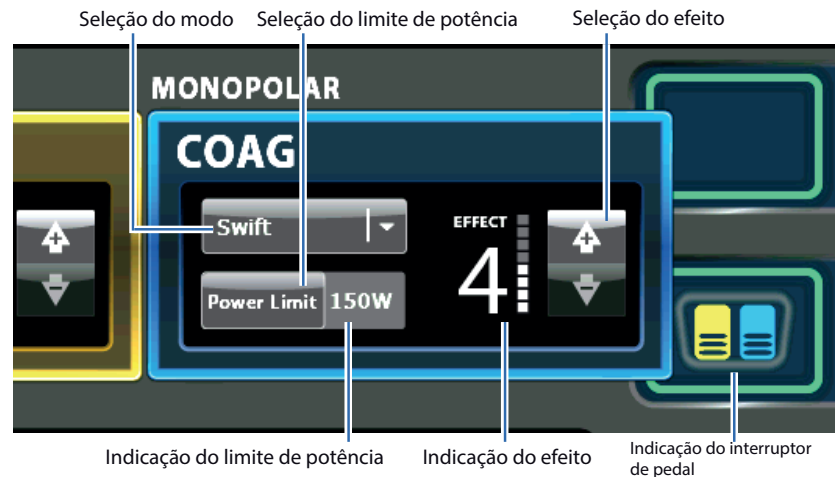 Seleção do modo
Seleção do limite de potência
Seleção do efeito
MONOPOLAR
COAG
Swift
EFFECT
4
Power Limit
150W
Indicação do limite de potência
Indicação do efeito
Indicação do interruptor
de pedal